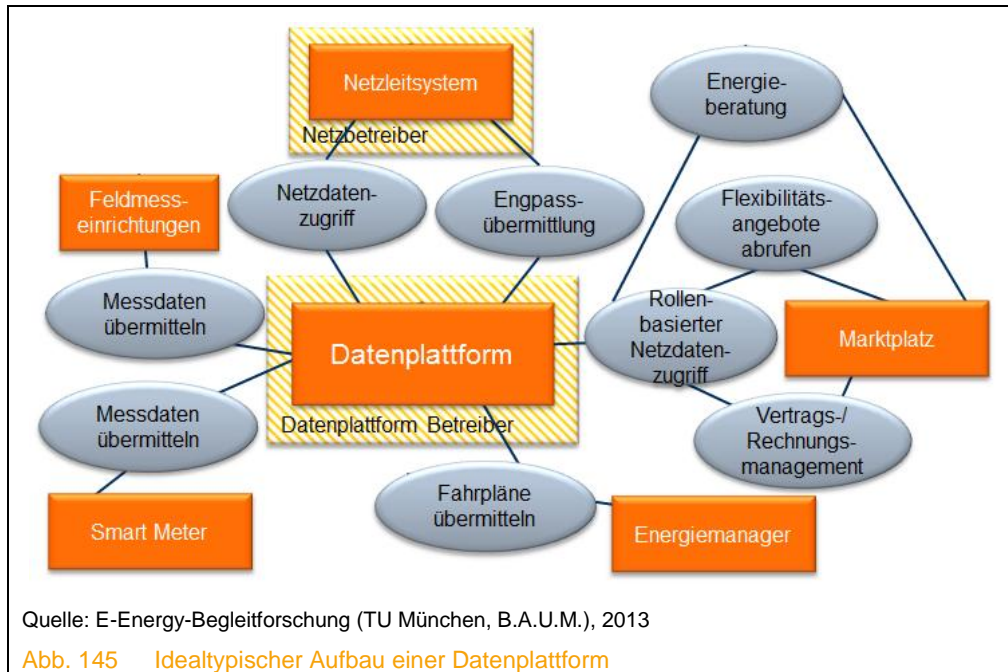 Netzleitsystem
Netzbetreiber
Energie-
beratung
Feldmess-
einrichtungen
Netzdaten-
zugriff
Engpass-
übermittlung
Flexibilitäts-
angebote
abrufen
Messdaten
übermitteln
Datenplattform
Datenplattform Betreiber
Rollen-
basierter
Netzdaten-
zugriff
Marktplatz
Messdaten
übermitteln
Vertrags-/
Rechnungs-
management
Smart Meter
Fahrpläne
übermitteln
Energiemanager
Quelle: E-Energy-Begleitforschung (TU München, B.A.U.M.), 2013
Abb. 145 Idealtypischer Aufbau einer Datenplattform